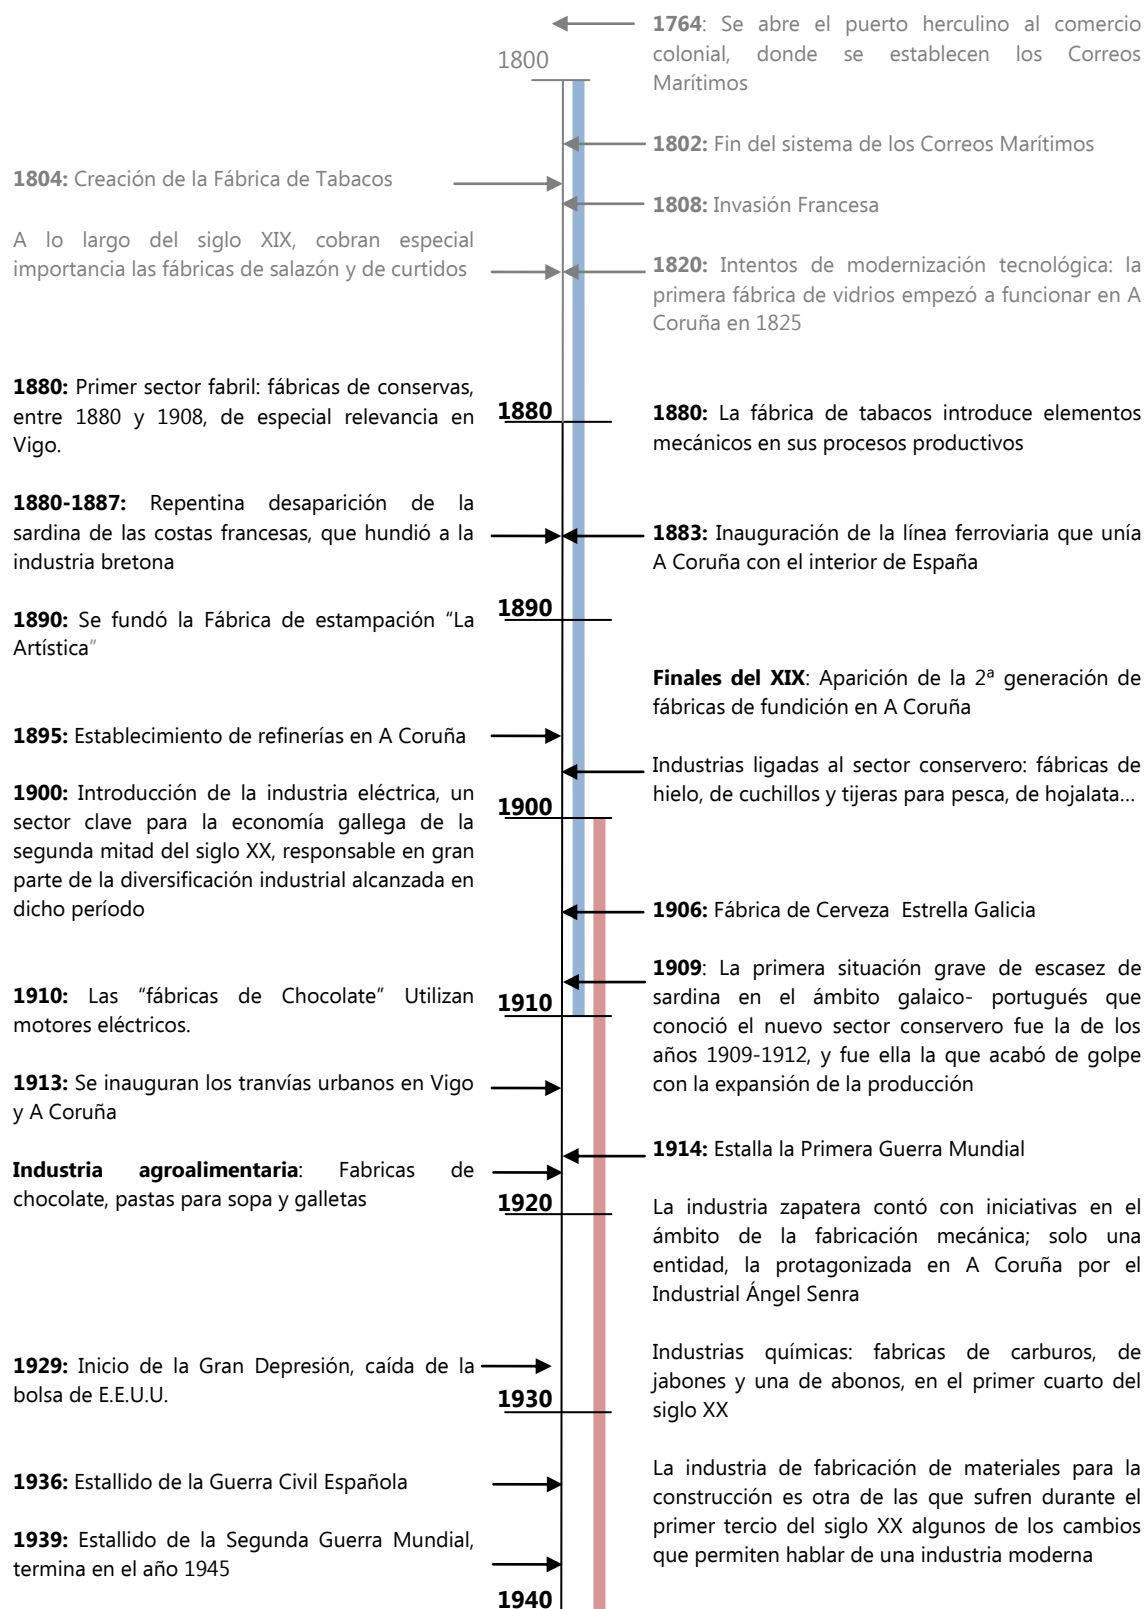 1764: Se abre el puerto herculino al comercio
colonial, donde se establecen los Correos
Marítimos
1800
1802: Fin del sistema de los Correos Marítimos
1804: Creación de la Fábrica de Tabacos
1808: Invasión Francesa
A lo largo del siglo XIX, cobran especial
importancia las fábricas de salazón y de curtidos
1820: Intentos de modernización tecnológica: la
primera fábrica de vidrios empezó a funcionar en A
Coruña en 1825
1880: Primer sector fabril: fábricas de conservas,
entre 1880 y 1908, de especial relevancia en
Vigo.
1880
1880: La fábrica de tabacos introduce elementos
mecánicos en sus procesos productivos
1880-1887: Repentina desaparición de la
sardina de las costas francesas, que hundió a la
industria bretona
1883: Inauguración de la línea ferroviaria que unía
A Coruña con el interior de España
1890: Se fundó la Fábrica de estampación "La
Artística"
1890
Finales del XIX: Aparición de la 2ª generación de
fábricas de fundición en A Coruña
1895: Establecimiento de refinerías en A Coruña
Industrias ligadas al sector conservero: fábricas de
hielo, de cuchillos y tijeras para pesca, de hojalata...
1900: Introducción de la industria eléctrica, un
sector clave para la economía gallega de la
segunda mitad del siglo XX, responsable en gran
parte de la diversificación industrial alcanzada en
dicho período
1900
1906: Fábrica de Cerveza Estrella Galicia
1909: La primera situación grave de escasez de
sardina en el ámbito galaico- portugués que
conoció el nuevo sector conservero fue la de los
años 1909-1912, y fue ella la que acabó de golpe
con la expansión de la producción
1910: Las "fábricas de Chocolate" Utilizan
motores eléctricos.
1910
1913: Se inauguran los tranvías urbanos en Vigo
y A Coruña
1914: Estalla la Primera Guerra Mundial
Industria agroalimentaria: Fabricas de
chocolate, pastas para sopa y galletas
1920
La industria zapatera contó con iniciativas en el
ámbito de la fabricación mecánica; solo una
entidad, la protagonizada en A Coruña por el
Industrial Ángel Senra
1929: Inicio de la Gran Depresión, caída de la
bolsa de E.E.U.U.
1930
Industrias químicas: fabricas de carburos, de
jabones y una de abonos, en el primer cuarto del
siglo XX
1936: Estallido de la Guerra Civil Española
La industria de fabricación de materiales para la
construcción es otra de las que sufren durante el
primer tercio del siglo XX algunos de los cambios
que permiten hablar de una industria moderna
1939: Estallido de la Segunda Guerra Mundial,
termina en el año 1945
1940